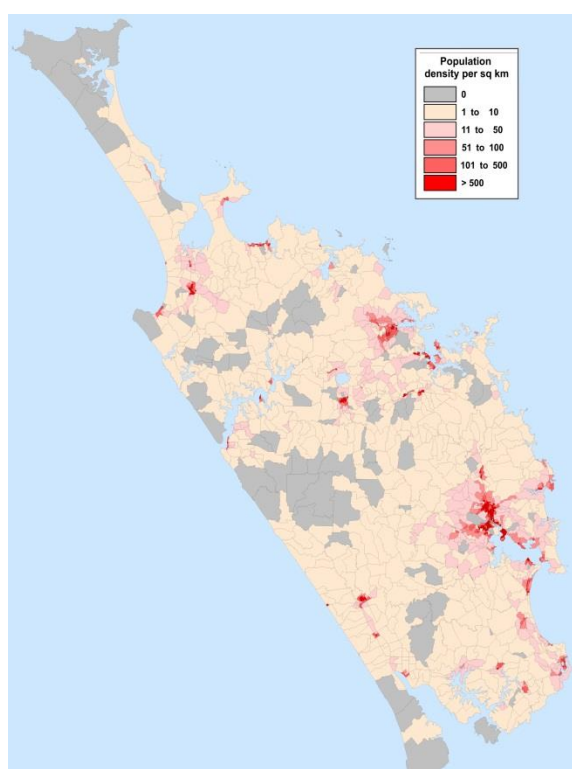 Population
density per sq km
0
1 to 10
11 to 50
51 to 100
101 to 500
> 500